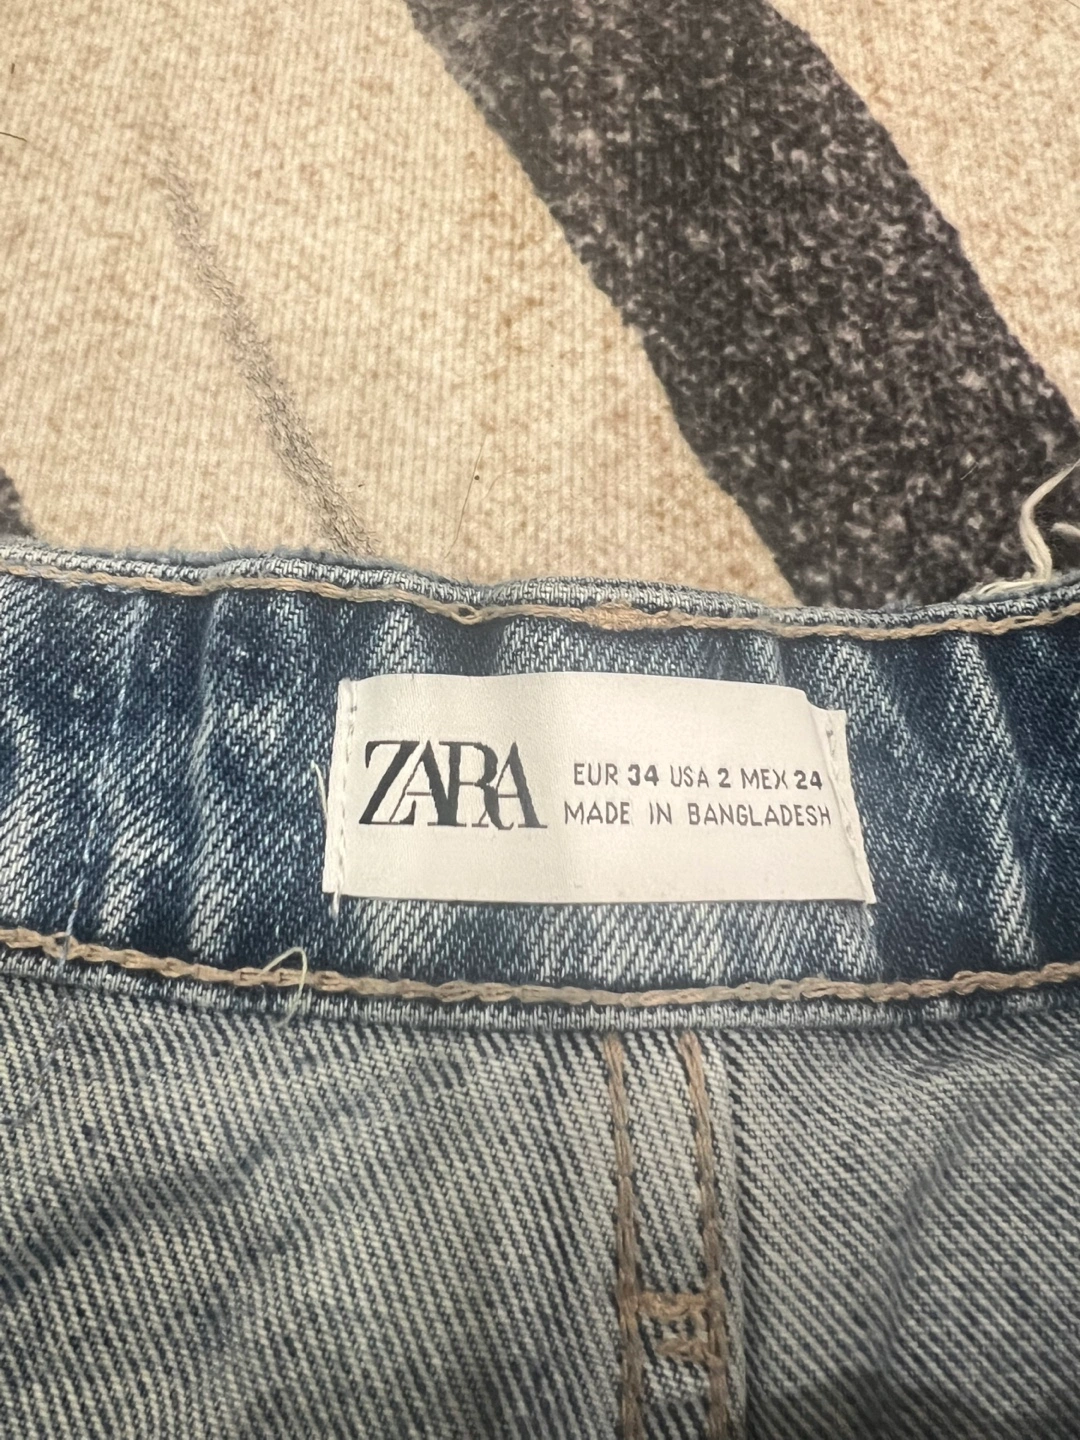 ZARA
EUR 34 USA 2 MEX 24
MADE IN BANGLADESH